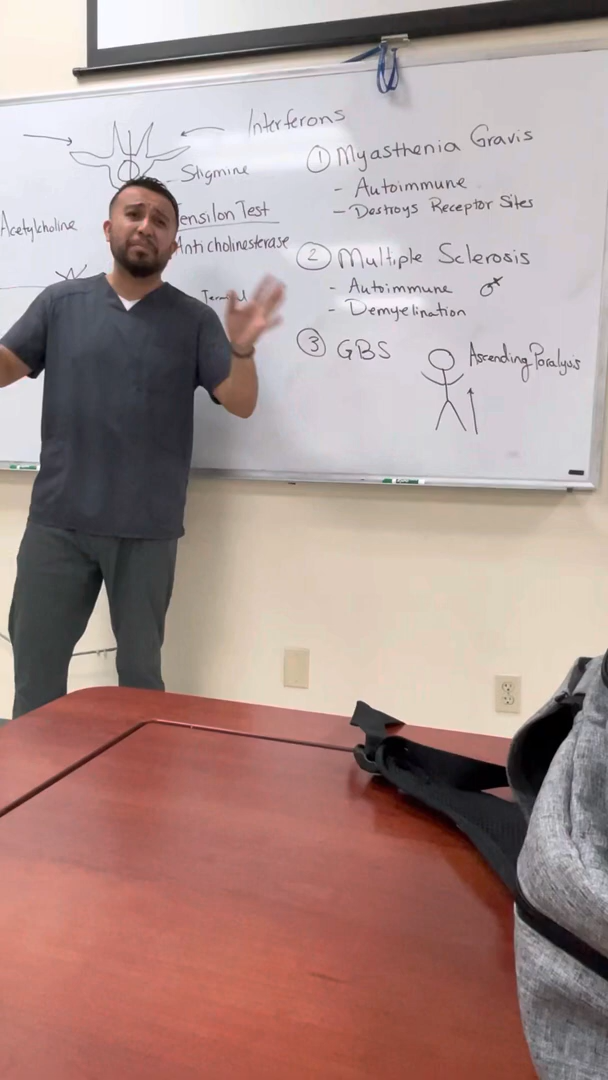 Interferons
Stigmine
Acetylcholine
Tensilon Test
Anticholinesterase
① Myasthenia Gravis
- Autoimmune
- Destroys Receptor Sites
② Multiple Sclerosis
- Autoimmune
- Demyelination
③ GBS
Ascending Paralysis